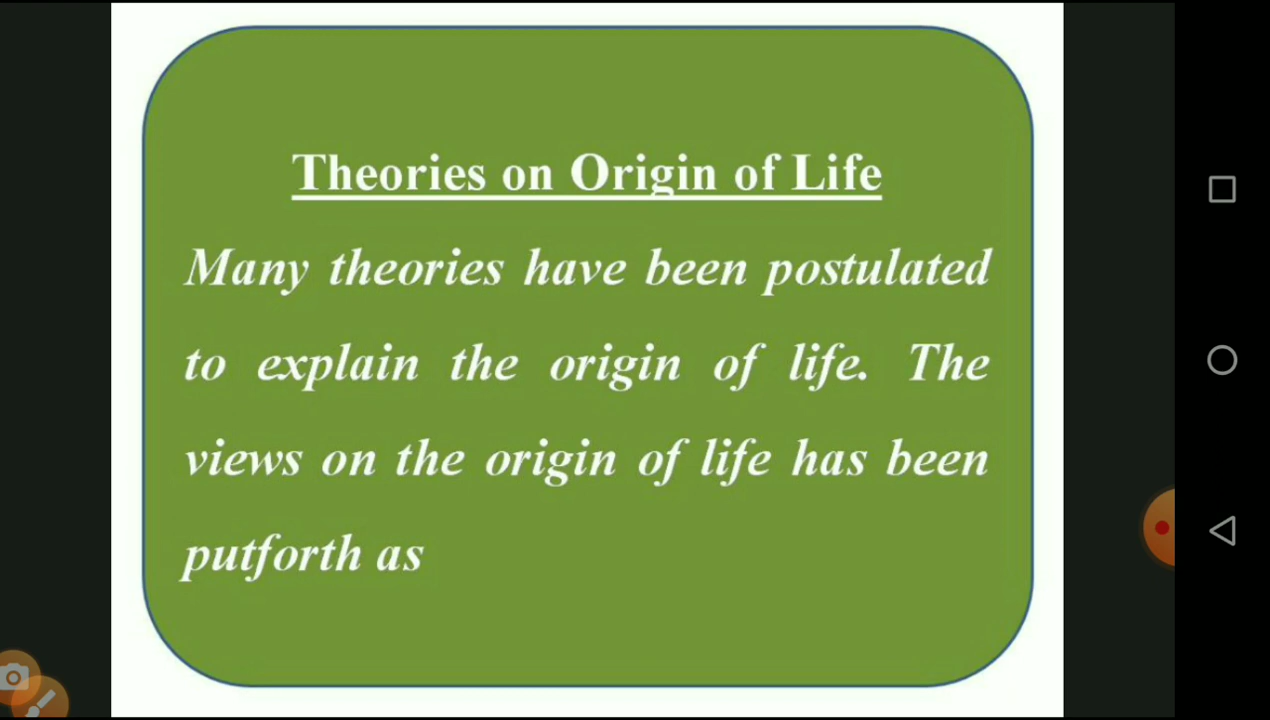 Theories on Origin of Life
Many theories have been postulated
to explain the origin of life. The
views on the origin of life has been
putforth as